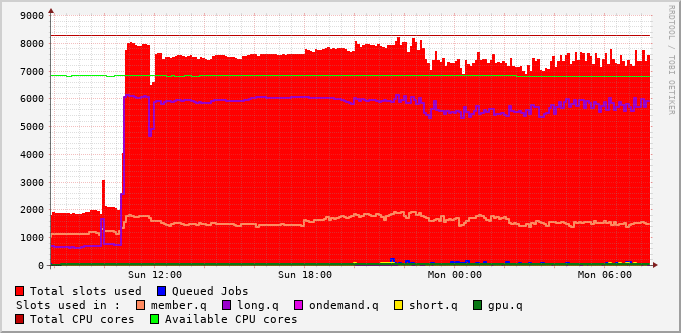 9000
8000
7000
6000
5000
4000
3000
2000
1000
0
Sun 12:00 Sun 18:00 Mon 00:00 Mon 06:00
RRDTOOL / TOBI OETIKER
Total slots used Queued Jobs
Slots used in : member.q long.q ondemand.q short.q gpu.q
Total CPU cores Available CPU cores